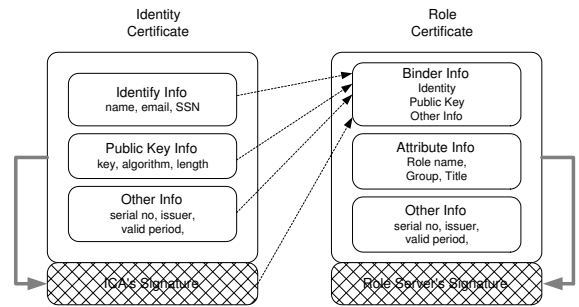 Identity
Certificate
Identify Info
name, email, SSN
Public Key Info
key, algorithm, length
Other Info
serial no, issuer,
valid period,
ICA's Signature
Role
Certificate
Binder Info
Identity
Public Key
Other Info
Attribute Info
Role name,
Group, Title
Other Info
serial no, issuer,
valid period,
Role Server's Signature